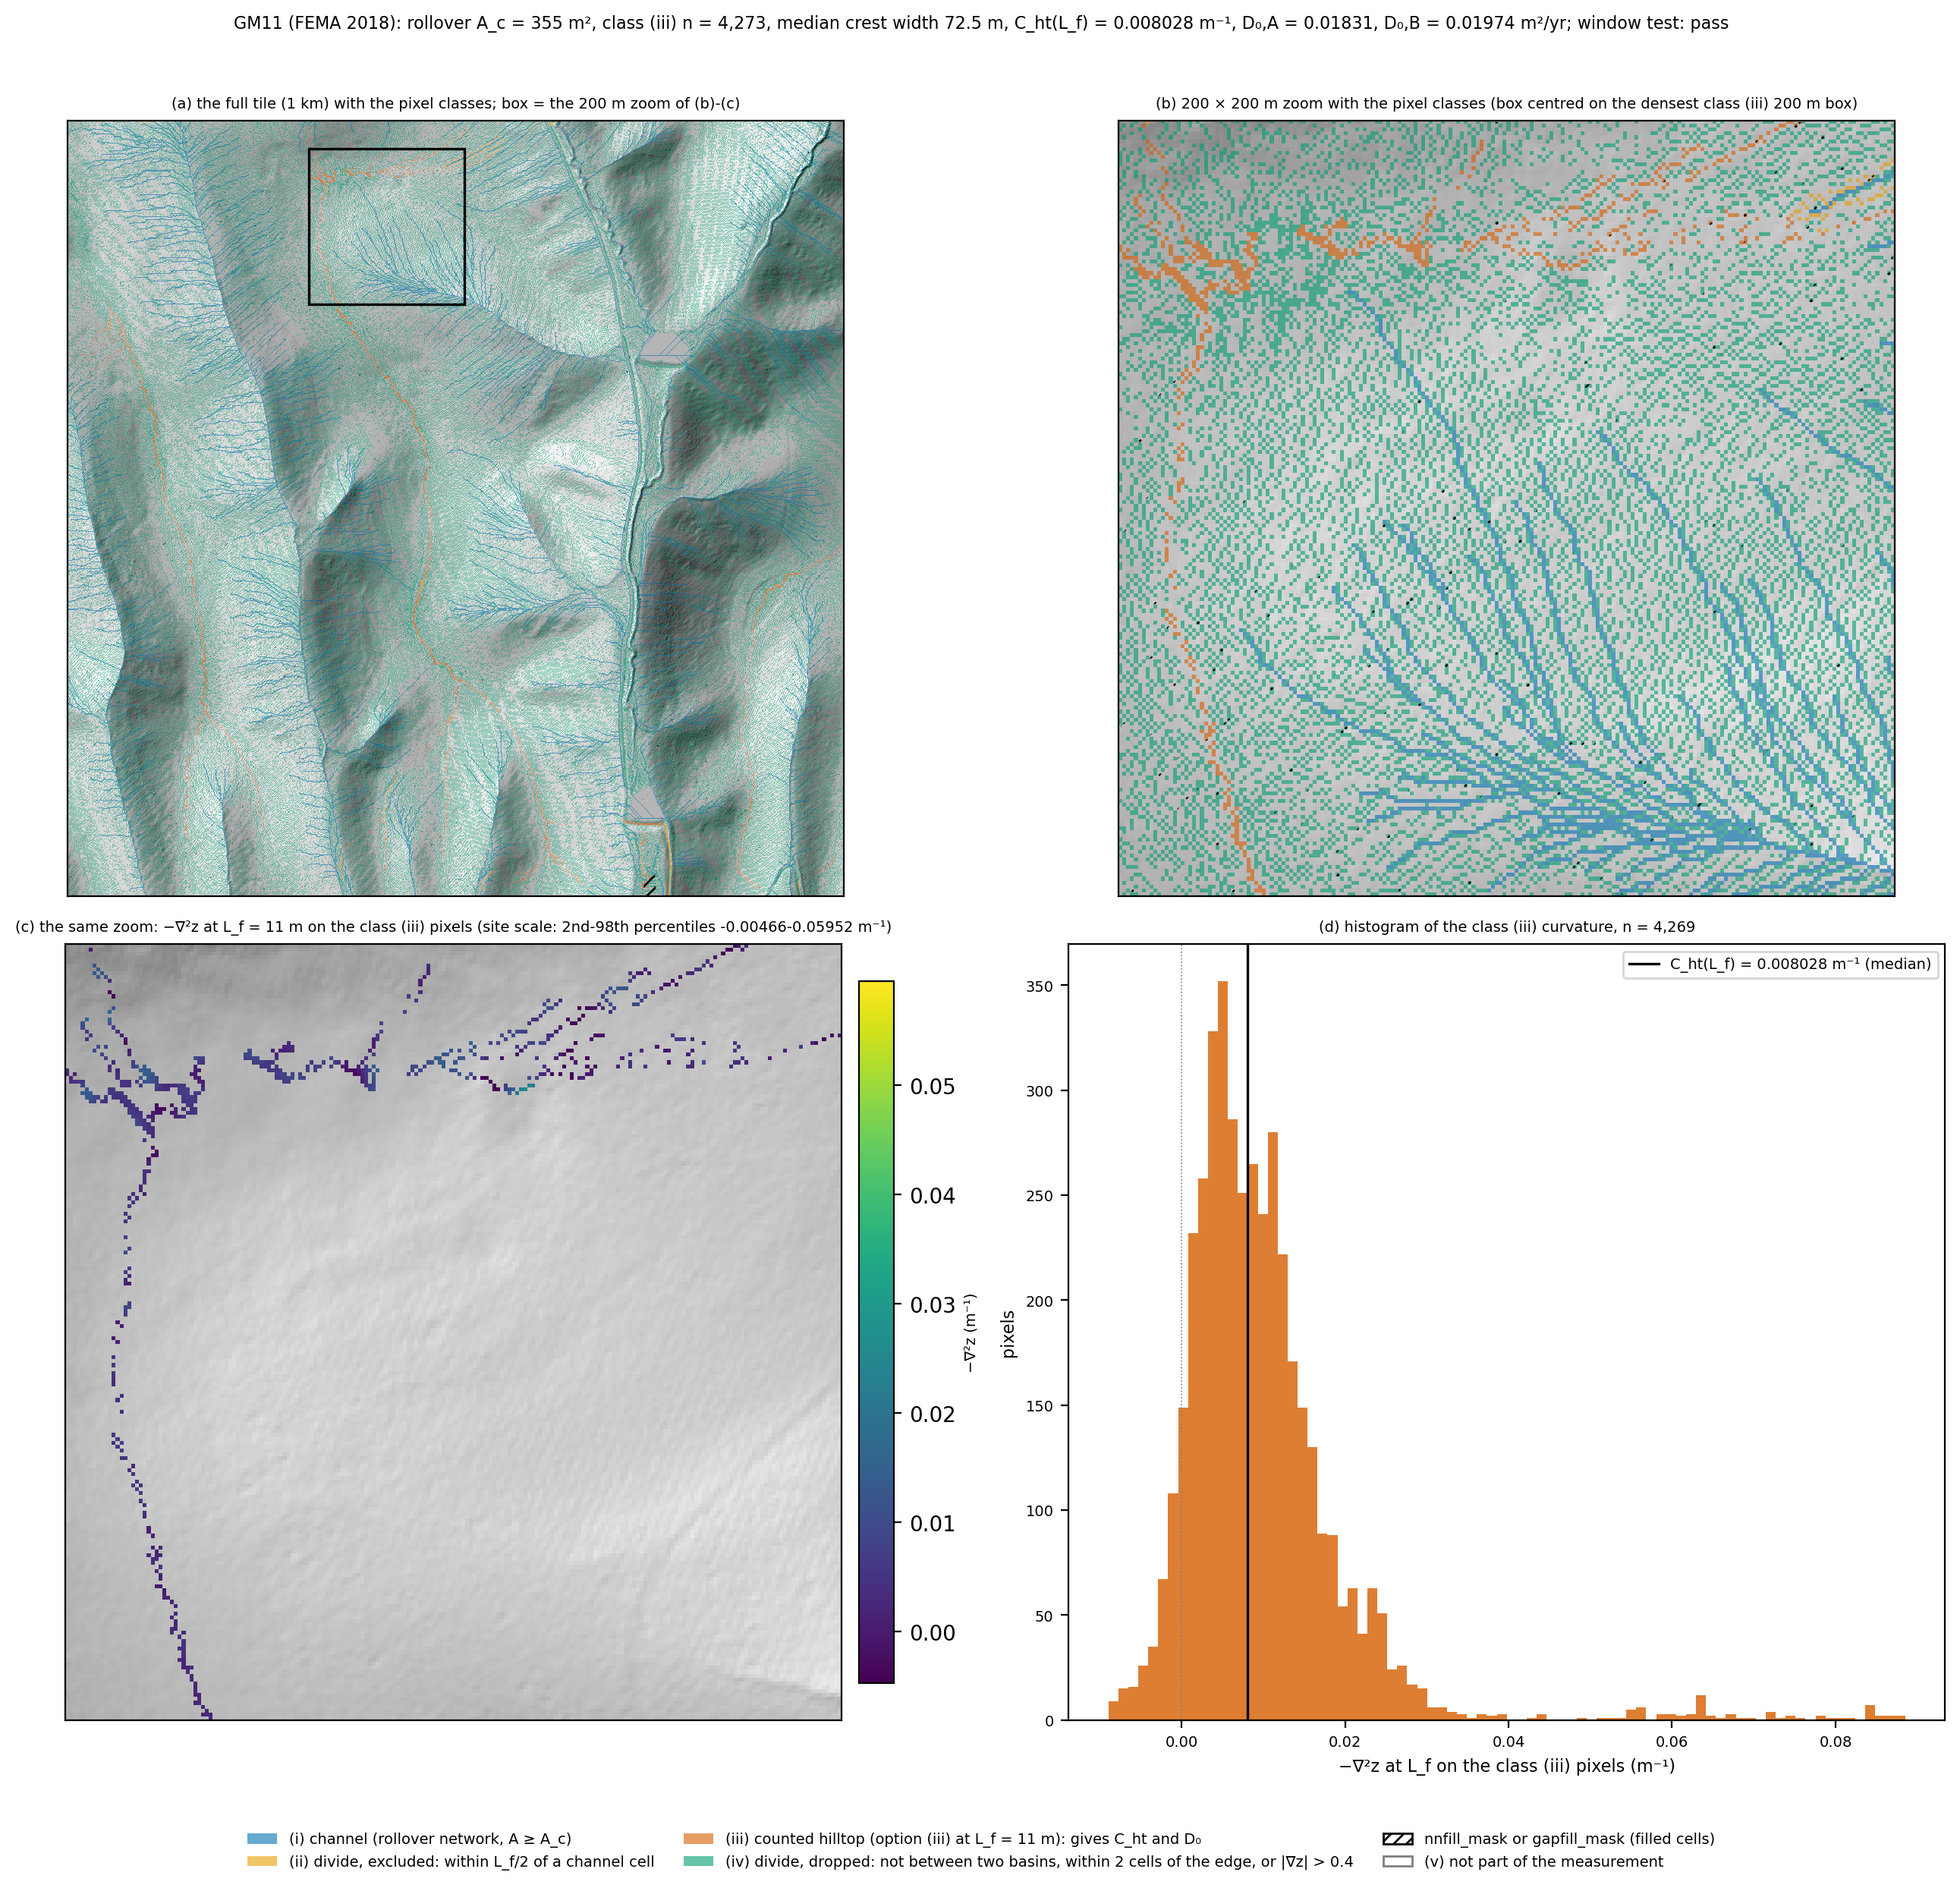 GM11 (FEMA 2018): rollover A_c = 355 m², class (iii) n = 4,273, median crest width 72.5 m, C_ht(L_f) = 0.008028 m⁻¹, D₀,A = 0.01831, D₀,B = 0.01974 m²/yr; window test: pass
(a) the full tile (1 km) with the pixel classes; box = the 200 m zoom of (b)-(c)
(b) 200 × 200 m zoom with the pixel classes (box centred on the densest class (iii) 200 m box)
(c) the same zoom: −∇²z at L_f = 11 m on the class (iii) pixels (site scale: 2nd-98th percentiles -0.00466-0.05952 m⁻¹)
0.05
0.04
0.03
0.02
0.01
0.00
−∇²z (m⁻¹)
(d) histogram of the class (iii) curvature, n = 4,269
C_ht(L_f) = 0.008028 m⁻¹ (median)
350
300
250
200
150
100
50
0
pixels
0.00 0.02 0.04 0.06 0.08
−∇²z at L_f on the class (iii) pixels (m⁻¹)
(i) channel (rollover network, A ≥ A_c)
(ii) divide, excluded: within L_f/2 of a channel cell
(iii) counted hilltop (option (iii) at L_f = 11 m): gives C_ht and D₀
(iv) divide, dropped: not between two basins, within 2 cells of the edge, or |∇z| > 0.4
nnfill_mask or gapfill_mask (filled cells)
(v) not part of the measurement